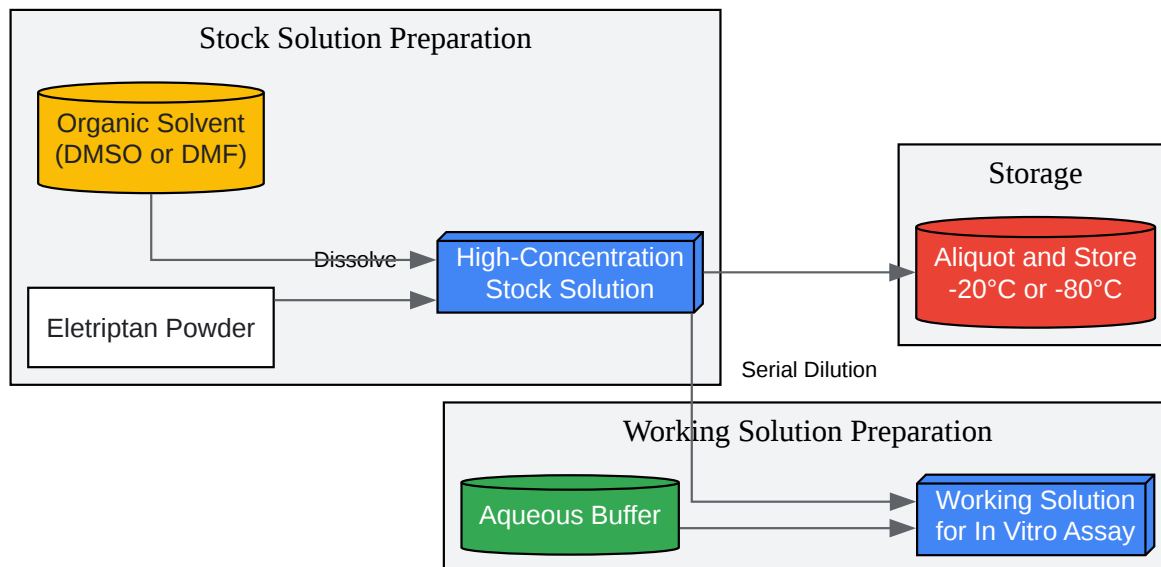 Stock Solution Preparation
Organic Solvent
(DMSO or DMF)
Dissolve
High-Concentration
Stock Solution
Eletriptan Powder
Storage
Aliquot and Store
-20°C or -80°C
Serial Dilution
Working Solution Preparation
Aqueous Buffer
Working Solution
for In Vitro Assay